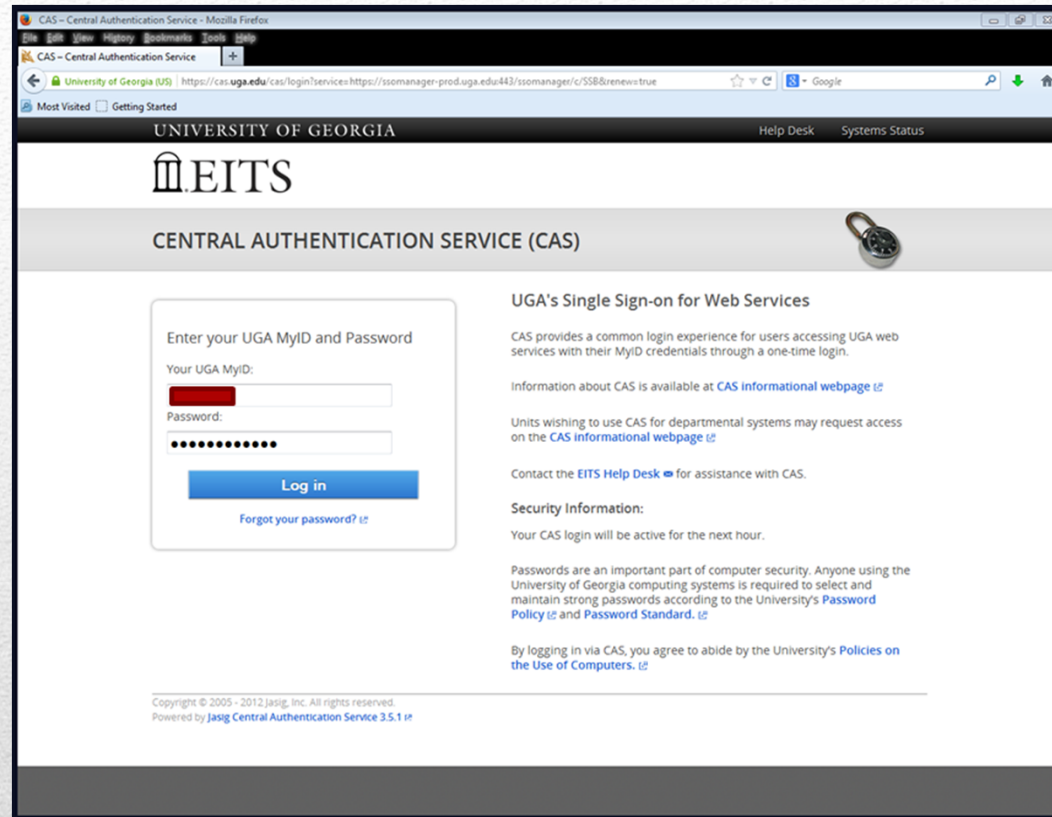 CAS – Central Authentication Service - Mozilla Firefox
File Edit View History Bookmarks Tools Help
CAS – Central Authentication Service +
University of Georgia (US) https://cas.uga.edu/cas/login?service=https://ssomanager-prod.uga.edu:443/ssomanager/c/SSB&renew=true 8 Google
Most Visited Getting Started
UNIVERSITY OF GEORGIA Help Desk Systems Status
EITS
CENTRAL AUTHENTICATION SERVICE (CAS)
Enter your UGA MyID and Password
Your UGA MyID:
Password:
••••••••••••
Log in
Forgot your password?
UGA's Single Sign-on for Web Services
CAS provides a common login experience for users accessing UGA web
services with their MyID credentials through a one-time login.
Information about CAS is available at CAS informational webpage
Units wishing to use CAS for departmental systems may request access
on the CAS informational webpage
Contact the EITS Help Desk for assistance with CAS.
Security Information:
Your CAS login will be active for the next hour.
Passwords are an important part of computer security. Anyone using the
University of Georgia computing systems is required to select and
maintain strong passwords according to the University's Password
Policy and Password Standard.
By logging in via CAS, you agree to abide by the University's Policies on
the Use of Computers.
Copyright © 2005 - 2012 Jasig, Inc. All rights reserved.
Powered by Jasig Central Authentication Service 3.5.1